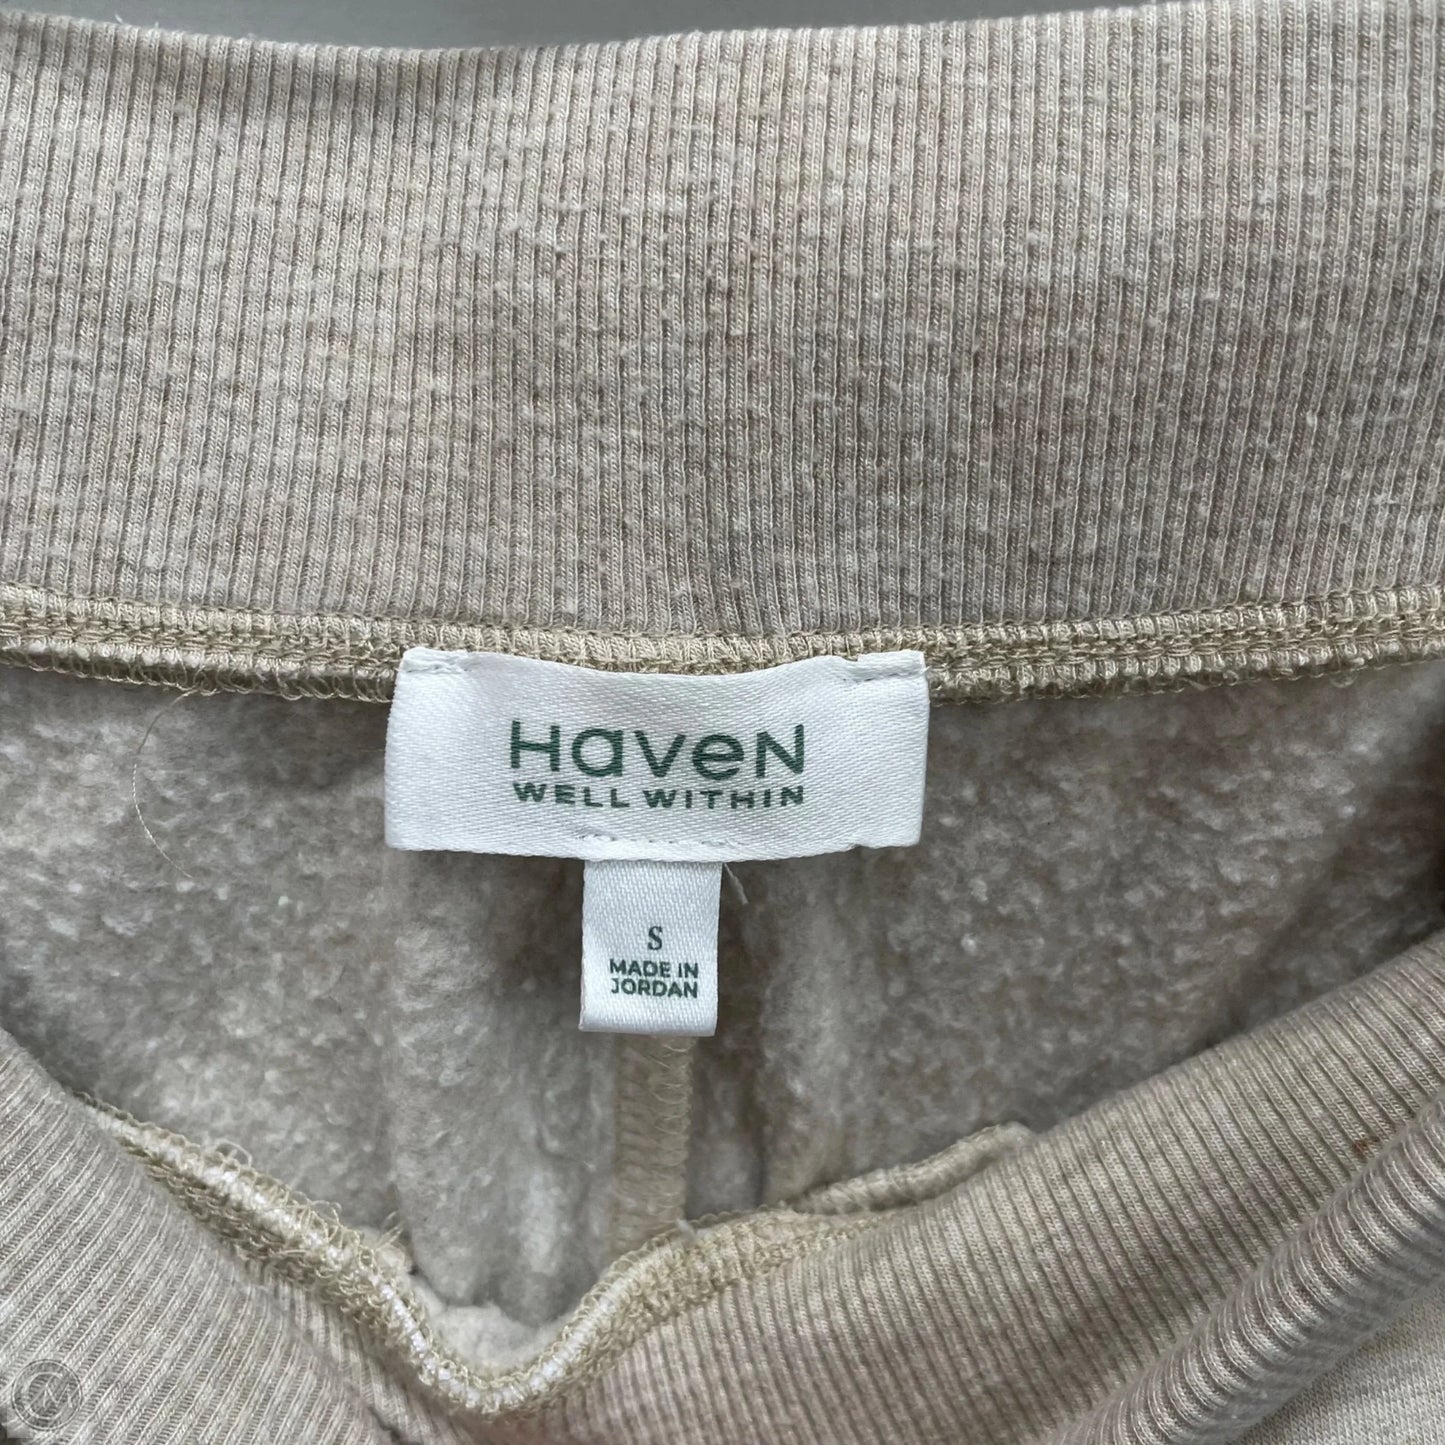 HaveN
WELL WITHIN
S
MADE IN
JORDAN